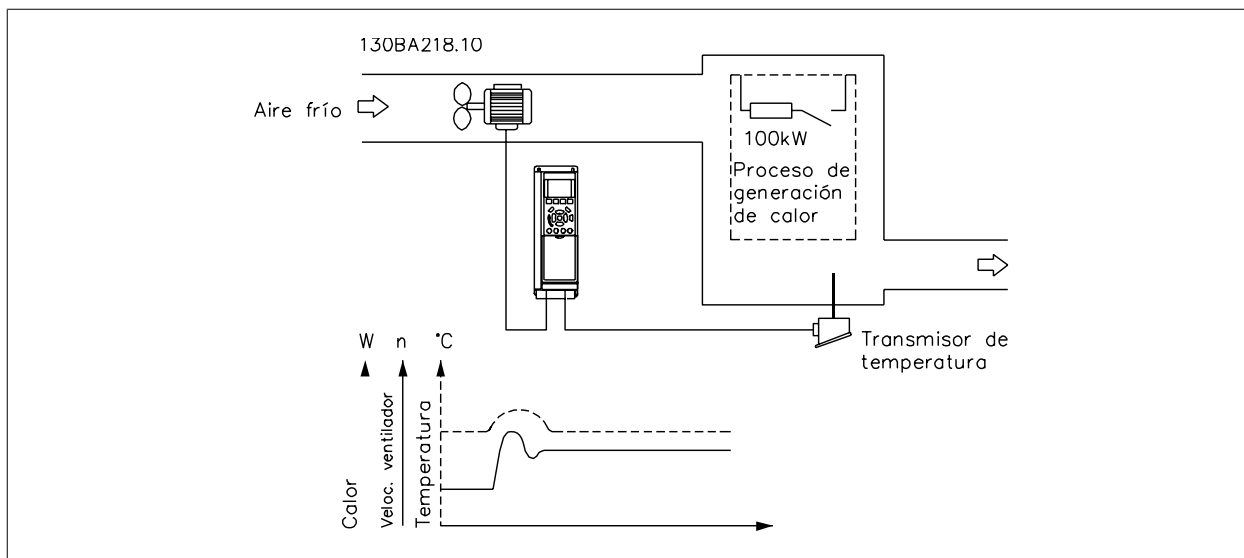 130BA218.10
Aire frío
100kW
Proceso de
generación
de calor
Transmisor de
temperatura
W n °C
Calor
Veloc. ventilador
Temperatura